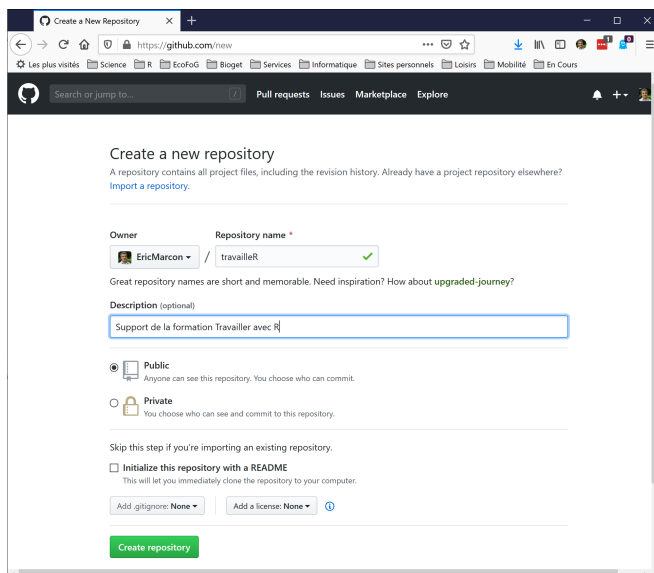 Create a New Repository
https://github.com/new
Les plus visités Science R EcoFoG Bioget Services Informatique Sites personnels Loisirs Mobilité En Cours
Search or jump to... / Pull requests Issues Marketplace Explore
Create a new repository
A repository contains all project files, including the revision history. Already have a project repository elsewhere?
Import a repository.
Owner Repository name *
EricMarcon / travailleR
Great repository names are short and memorable. Need inspiration? How about upgraded-journey?
Description (optional)
Support de la formation Travailler avec R
Public
Anyone can see this repository. You choose who can commit.
Private
You choose who can see and commit to this repository.
Skip this step if you're importing an existing repository.
Initialize this repository with a README
This will let you immediately clone the repository to your computer.
Add .gitignore: None Add a license: None
Create repository